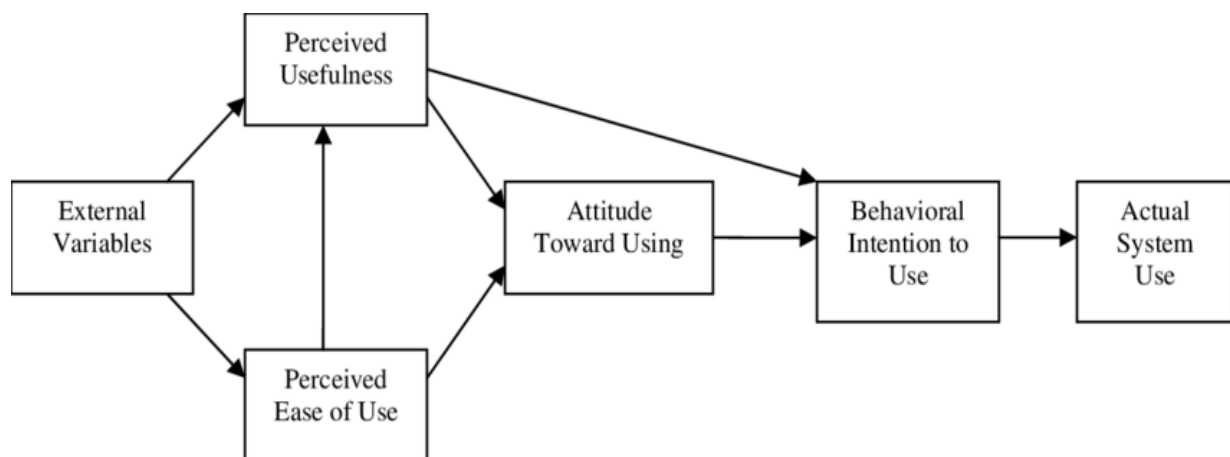 Perceived
Usefulness
External
Variables
Attitude
Toward Using
Behavioral
Intention to
Use
Actual
System
Use
Perceived
Ease of Use